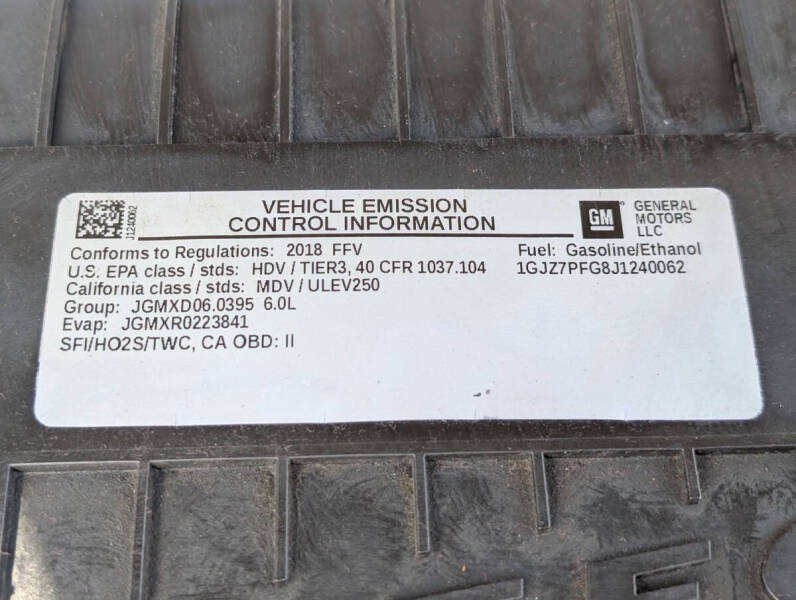 J1240062
VEHICLE EMISSION
CONTROL INFORMATION
GM
GENERAL
MOTORS
LLC
Conforms to Regulations: 2018 FFV
Fuel: Gasoline/Ethanol
U.S. EPA class / stds: HDV / TIER3, 40 CFR 1037.104
1GJZ7PFG8J1240062
California class / stds: MDV / ULEV250
Group: JGMXD06.0395 6.0L
Evap: JGMXR0223841
SFI/HO2S/TWC, CA OBD: II